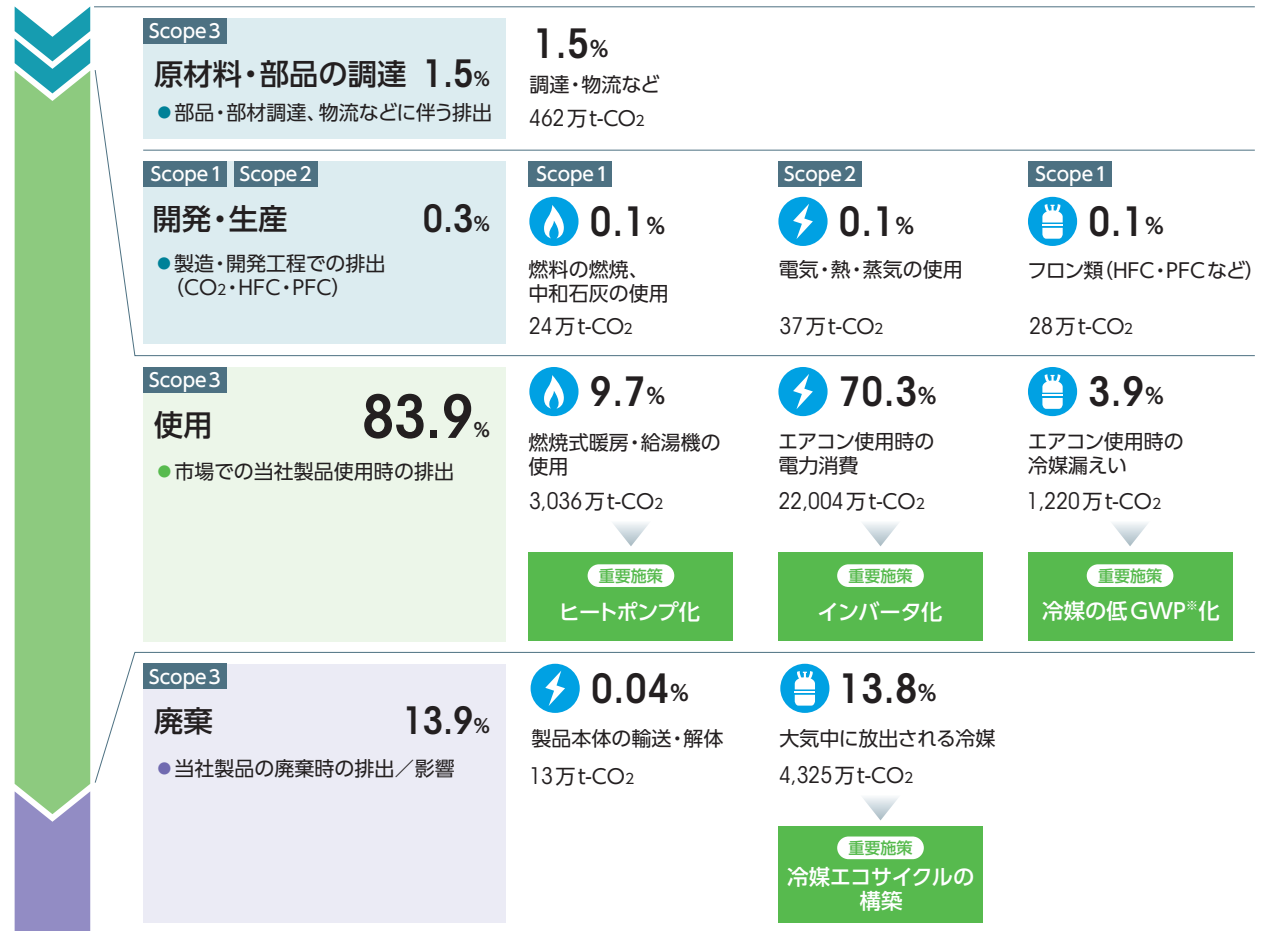 Scope3
原材料・部品の調達 1.5%
●部品・部材調達、物流などに伴う排出
1.5%
調達・物流など
462万t-CO2
Scope1 Scope2
開発・生産 0.3%
●製造・開発工程での排出
(CO2・HFC・PFC)
Scope1
0.1%
燃料の燃焼、
中和石灰の使用
24万t-CO2
Scope2
0.1%
電気・熱・蒸気の使用
37万t-CO2
Scope1
0.1%
フロン類(HFC・PFCなど)
28万t-CO2
Scope3
使用 83.9%
●市場での当社製品使用時の排出
9.7%
燃焼式暖房・給湯機の
使用
3,036万t-CO2
重要施策
ヒートポンプ化
70.3%
エアコン使用時の
電力消費
22,004万t-CO2
重要施策
インバータ化
3.9%
エアコン使用時の
冷媒漏えい
1,220万t-CO2
重要施策
冷媒の低GWP※化
Scope3
廃棄 13.9%
●当社製品の廃棄時の排出／影響
0.04%
製品本体の輸送・解体
13万t-CO2
13.8%
大気中に放出される冷媒
4,325万t-CO2
重要施策
冷媒エコサイクルの
構築